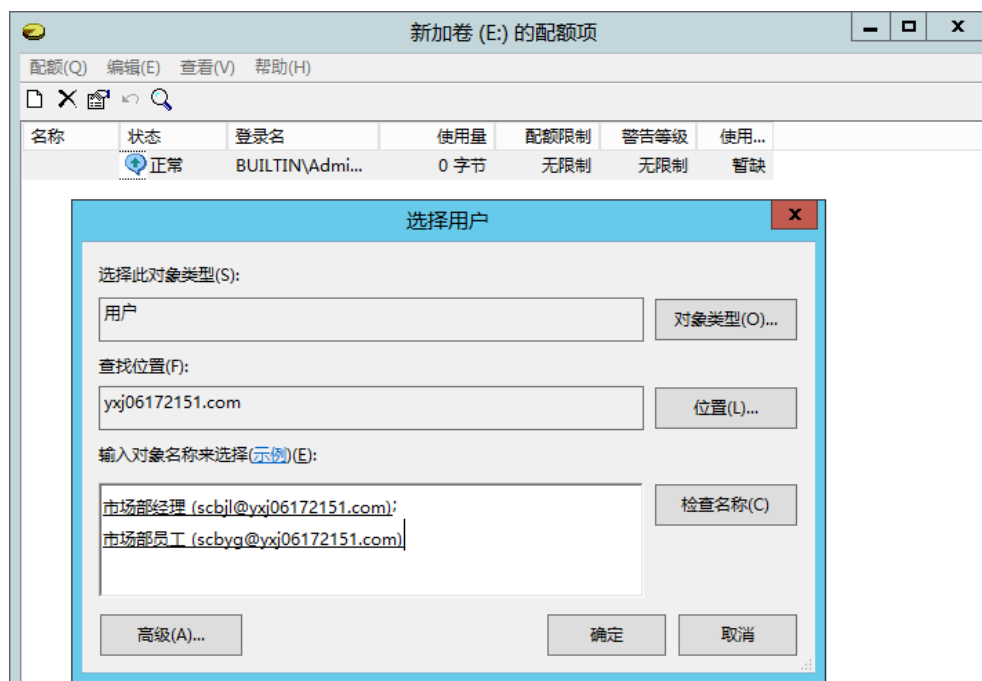 新加卷 (E:) 的配额项
配额(Q) 编辑(E) 查看(V) 帮助(H)
名称 状态 登录名 使用量 配额限制 警告等级 使用...
正常 BUILTIN\Admi... 0 字节 无限制 无限制 暂缺
选择用户
选择此对象类型(S):
用户 对象类型(O)...
查找位置(F):
yxj06172151.com 位置(L)...
输入对象名称来选择(示例)(E):
市场部经理 (scbjl@yxj06172151.com); 检查名称(C)
市场部员工 (scbyg@yxj06172151.com)
高级(A)... 确定 取消